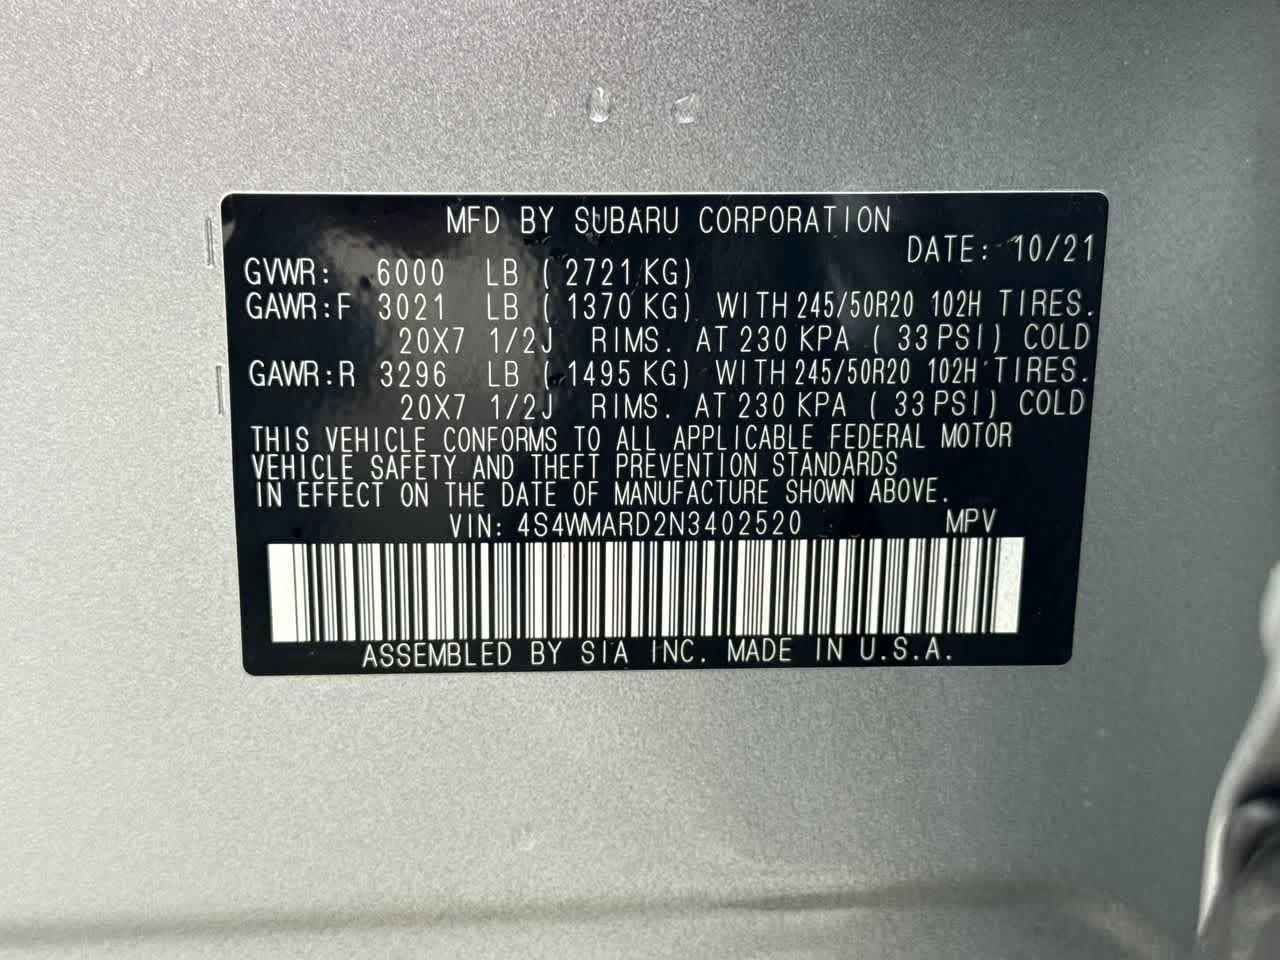 MFD BY SUBARU CORPORATION
DATE: 10/21
GVWR: 6000 LB ( 2721 KG)
GAWR:F 3021 LB ( 1370 KG) WITH 245/50R20 102H TIRES.
20X7 1/2J RIMS. AT 230 KPA ( 33 PSI) COLD
GAWR:R 3296 LB ( 1495 KG) WITH 245/50R20 102H TIRES.
20X7 1/2J RIMS. AT 230 KPA ( 33 PSI) COLD
THIS VEHICLE CONFORMS TO ALL APPLICABLE FEDERAL MOTOR
VEHICLE SAFETY AND THEFT PREVENTION STANDARDS
IN EFFECT ON THE DATE OF MANUFACTURE SHOWN ABOVE.
VIN: 4S4WMARD2N3402520 MPV
ASSEMBLED BY SIA INC. MADE IN U.S.A.